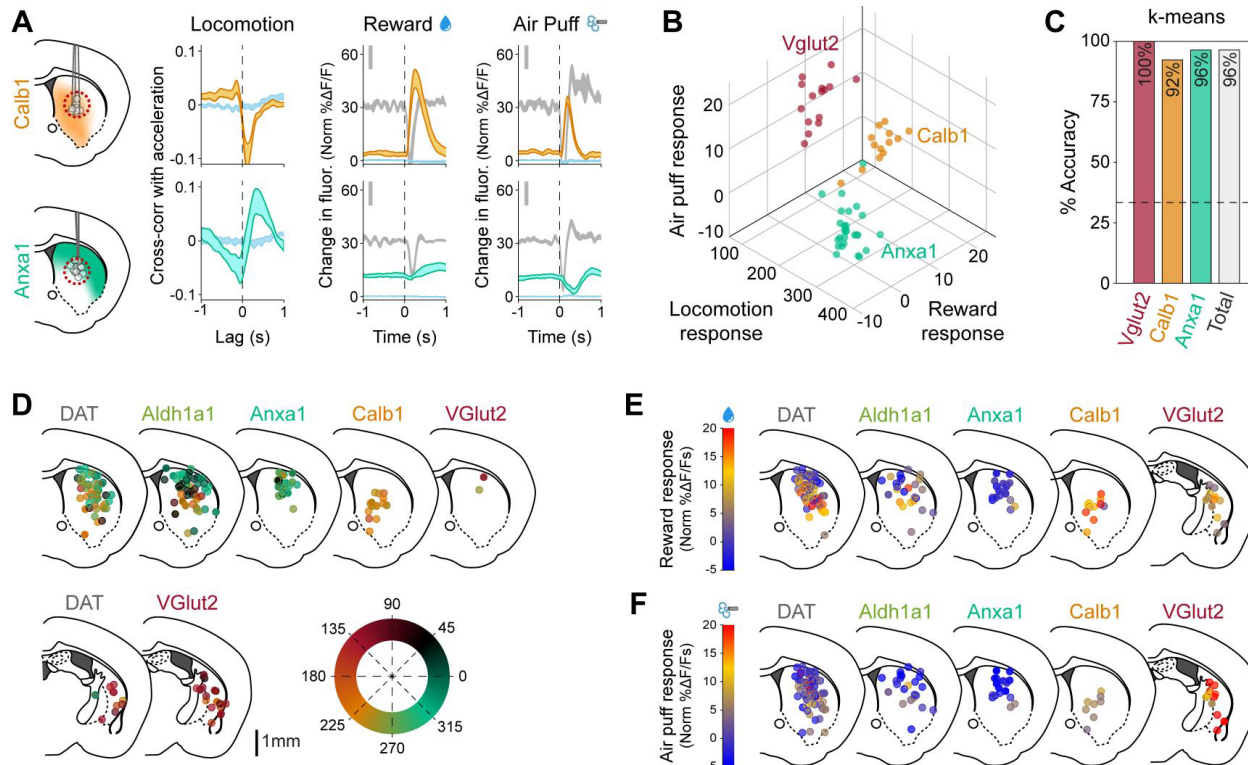 A
Locomotion
Reward
Air Puff
Calb1
Anxa1
Cross-corr with acceleration
0.1
0
-0.1
0.1
0
-0.1
-1
0
1
Lag (s)
Change in fluor. (Norm %ΔF/F)
60
30
0
60
30
0
-1
0
1
Time (s)
Change in fluor. (Norm %ΔF/F)
60
30
0
60
30
0
-1
0
1
Time (s)
B
Vglut2
Calb1
Anxa1
Air puff response
20
10
0
-10
100
200
300
400
Locomotion
response
-10
0
10
20
Reward
response
C
k-means
% Accuracy
100
75
50
25
0
100%
92%
96%
96%
Vglut2
Calb1
Anxa1
Total
D
DAT
Aldh1a1
Anxa1
Calb1
VGlut2
DAT
VGlut2
1mm
90
45
0
315
270
225
180
135
E
Reward response
(Norm %ΔF/Fs)
20
15
10
5
0
-5
DAT
Aldh1a1
Anxa1
Calb1
VGlut2
F
Air puff response
(Norm %ΔF/Fs)
20
15
10
5
0
-5
DAT
Aldh1a1
Anxa1
Calb1
VGlut2